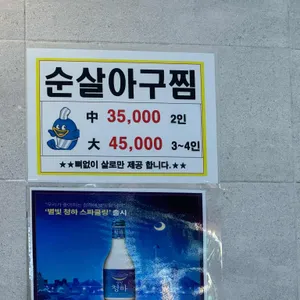 순살아구찜
中 35,000 2인
大 45,000 3~4인
★★뼈없이 살로만 제공 합니다.★★
'별빛 청하 스파클링' 출시
청하